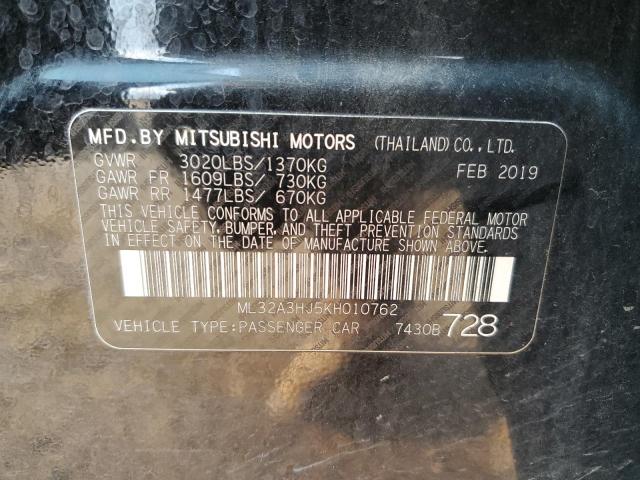 MFD.BY MITSUBISHI MOTORS (THAILAND) CO., LTD.
GVWR 3020LBS/1370KG FEB 2019
GAWR FR 1609LBS/ 730KG
GAWR RR 1477LBS/ 670KG
THIS VEHICLE CONFORMS TO ALL APPLICABLE FEDERAL MOTOR
VEHICLE SAFETY, BUMPER, AND THEFT PREVENTION STANDARDS
IN EFFECT ON THE DATE OF MANUFACTURE SHOWN ABOVE.
ML32A3HJ5KH010762
VEHICLE TYPE:PASSENGER CAR 7430B 728